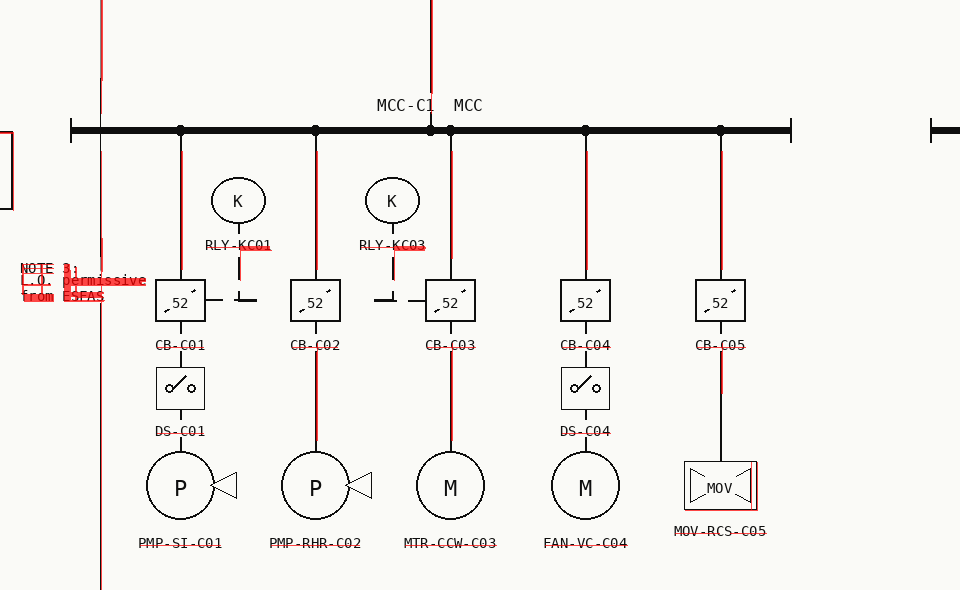 MCC-C1 MCC
K K
RLY-KC01 RLY-KC03
NOTE 3:
L.O. permissive
from ESFAS
52 52 52 52 52
CB-C01 CB-C02 CB-C03 CB-C04 CB-C05
DS-C01 DS-C04
P P M M MOV
PMP-SI-C01 PMP-RHR-C02 MTR-CCW-C03 FAN-VC-C04 MOV-RCS-C05